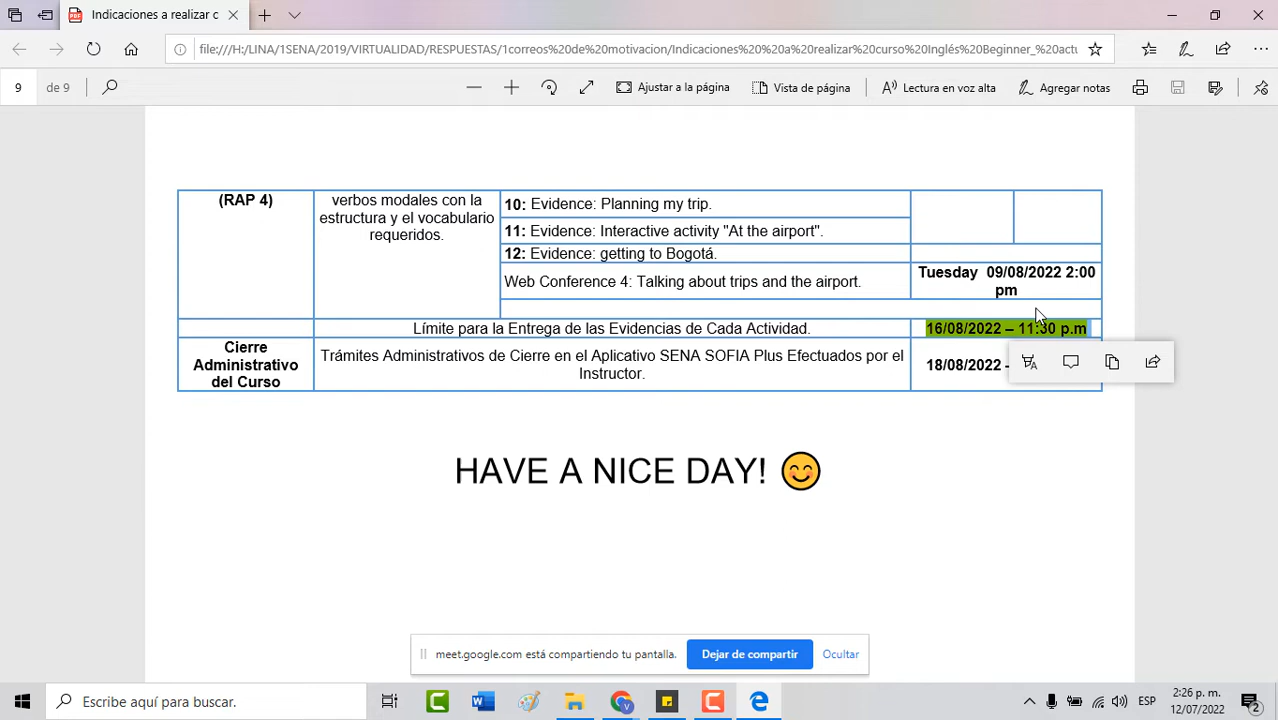 Indicaciones a realizar c
file:///H:/LINA/1SENA/2019/VIRTUALIDAD/RESPUESTAS/1correos%20de%20motivacion/Indicaciones%20%20a%20realizar%20curso%20Inglés%20Beginner_%20actu
9 de 9
Ajustar a la página
Vista de página
Lectura en voz alta
Agregar notas
(RAP 4)
verbos modales con la
estructura y el vocabulario
requeridos.
10: Evidence: Planning my trip.
11: Evidence: Interactive activity "At the airport".
12: Evidence: getting to Bogotá.
Web Conference 4: Talking about trips and the airport.
Tuesday 09/08/2022 2:00
pm
Límite para la Entrega de las Evidencias de Cada Actividad.
16/08/2022 – 11:30 p.m
Cierre
Administrativo
del Curso
Trámites Administrativos de Cierre en el Aplicativo SENA SOFIA Plus Efectuados por el
Instructor.
18/08/2022 -
HAVE A NICE DAY! 😊
meet.google.com está compartiendo tu pantalla.
Dejar de compartir
Ocultar
Escribe aquí para buscar.
ESP
2:26 p. m.
12/07/2022
2